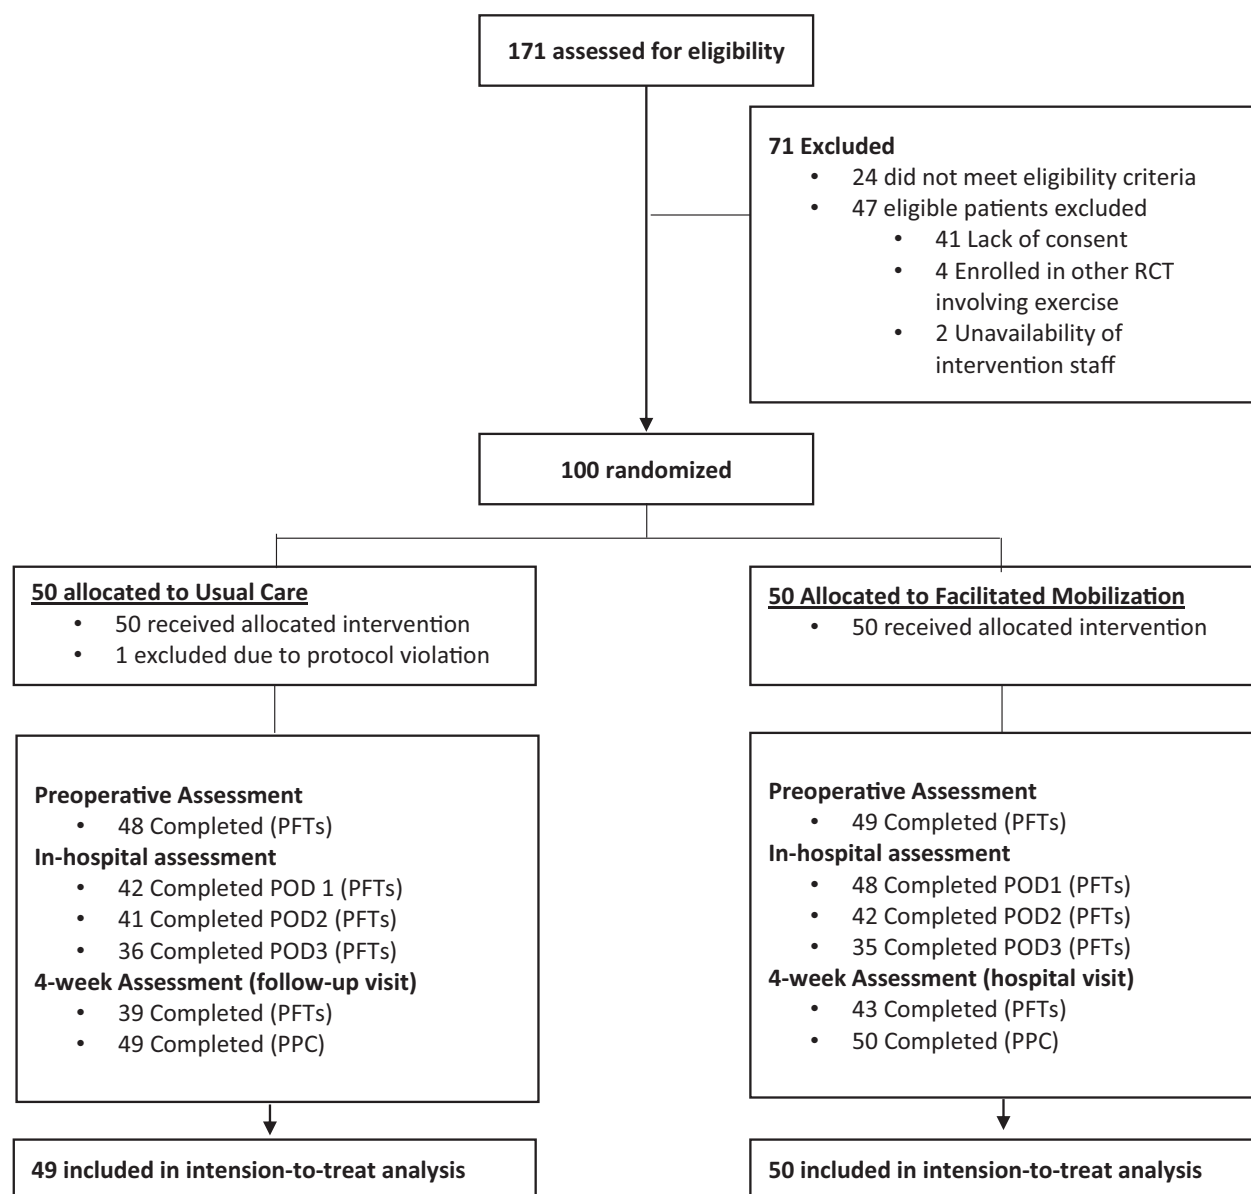 171 assessed for eligibility
71 Excluded
• 24 did not meet eligibility criteria
• 47 eligible patients excluded
• 41 Lack of consent
• 4 Enrolled in other RCT
involving exercise
• 2 Unavailability of
intervention staff
100 randomized
50 allocated to Usual Care
• 50 received allocated intervention
• 1 excluded due to protocol violation
50 Allocated to Facilitated Mobilization
• 50 received allocated intervention
Preoperative Assessment
• 48 Completed (PFTs)
In-hospital assessment
• 42 Completed POD 1 (PFTs)
• 41 Completed POD2 (PFTs)
• 36 Completed POD3 (PFTs)
4-week Assessment (follow-up visit)
• 39 Completed (PFTs)
• 49 Completed (PPC)
Preoperative Assessment
• 49 Completed (PFTs)
In-hospital assessment
• 48 Completed POD1 (PFTs)
• 42 Completed POD2 (PFTs)
• 35 Completed POD3 (PFTs)
4-week Assessment (hospital visit)
• 43 Completed (PFTs)
• 50 Completed (PPC)
49 included in intension-to-treat analysis
50 included in intension-to-treat analysis